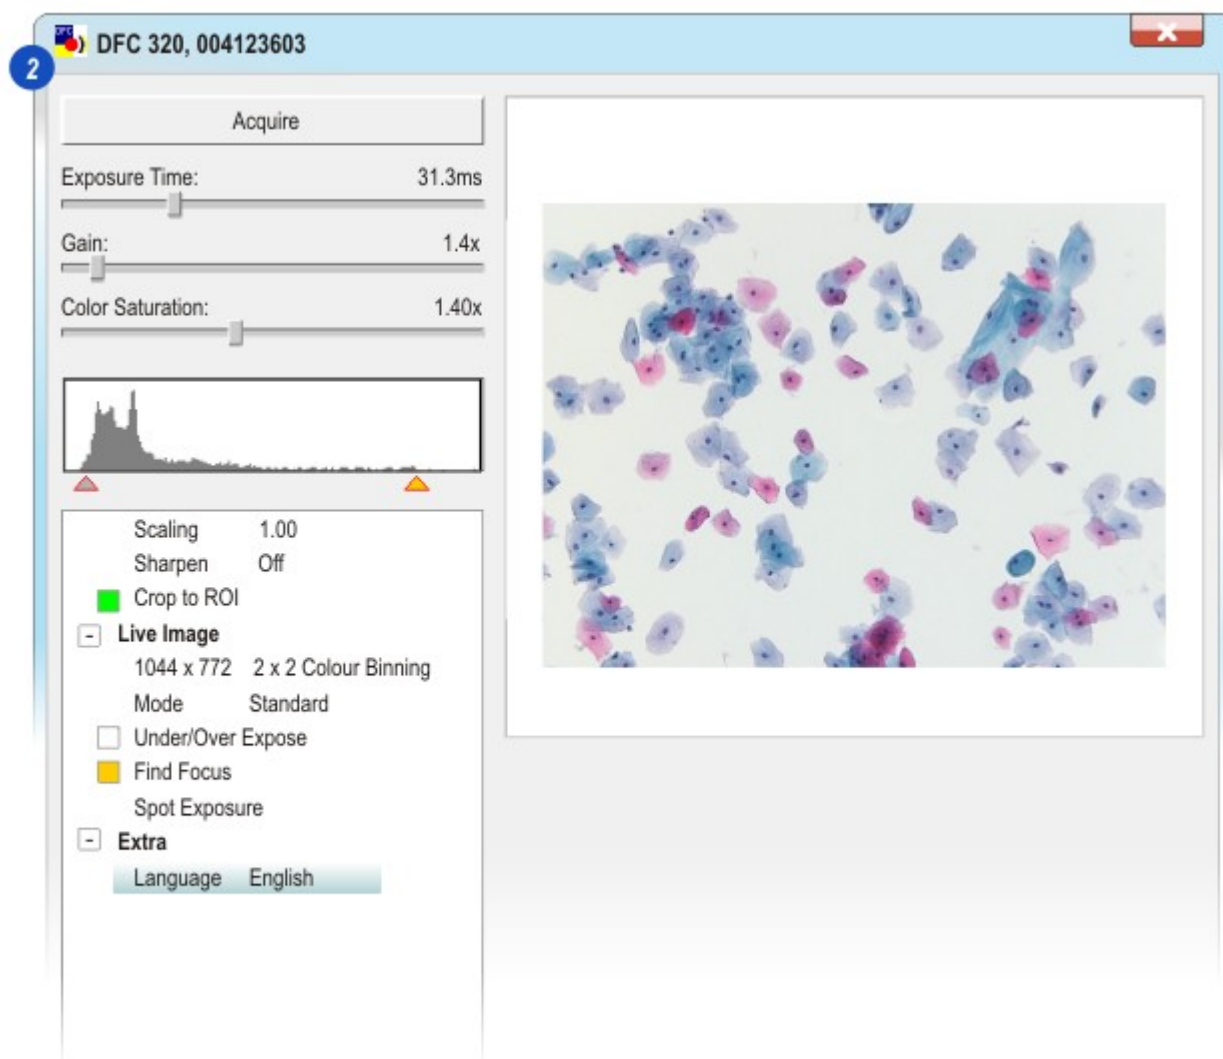 DFC 320, 004123603
2
Acquire
Exposure Time: 31.3ms
Gain: 1.4x
Color Saturation: 1.40x
Scaling 1.00
Sharpen Off
Crop to ROI
- Live Image
1044 x 772 2 x 2 Colour Binning
Mode Standard
Under/Over Expose
Find Focus
Spot Exposure
- Extra
Language English